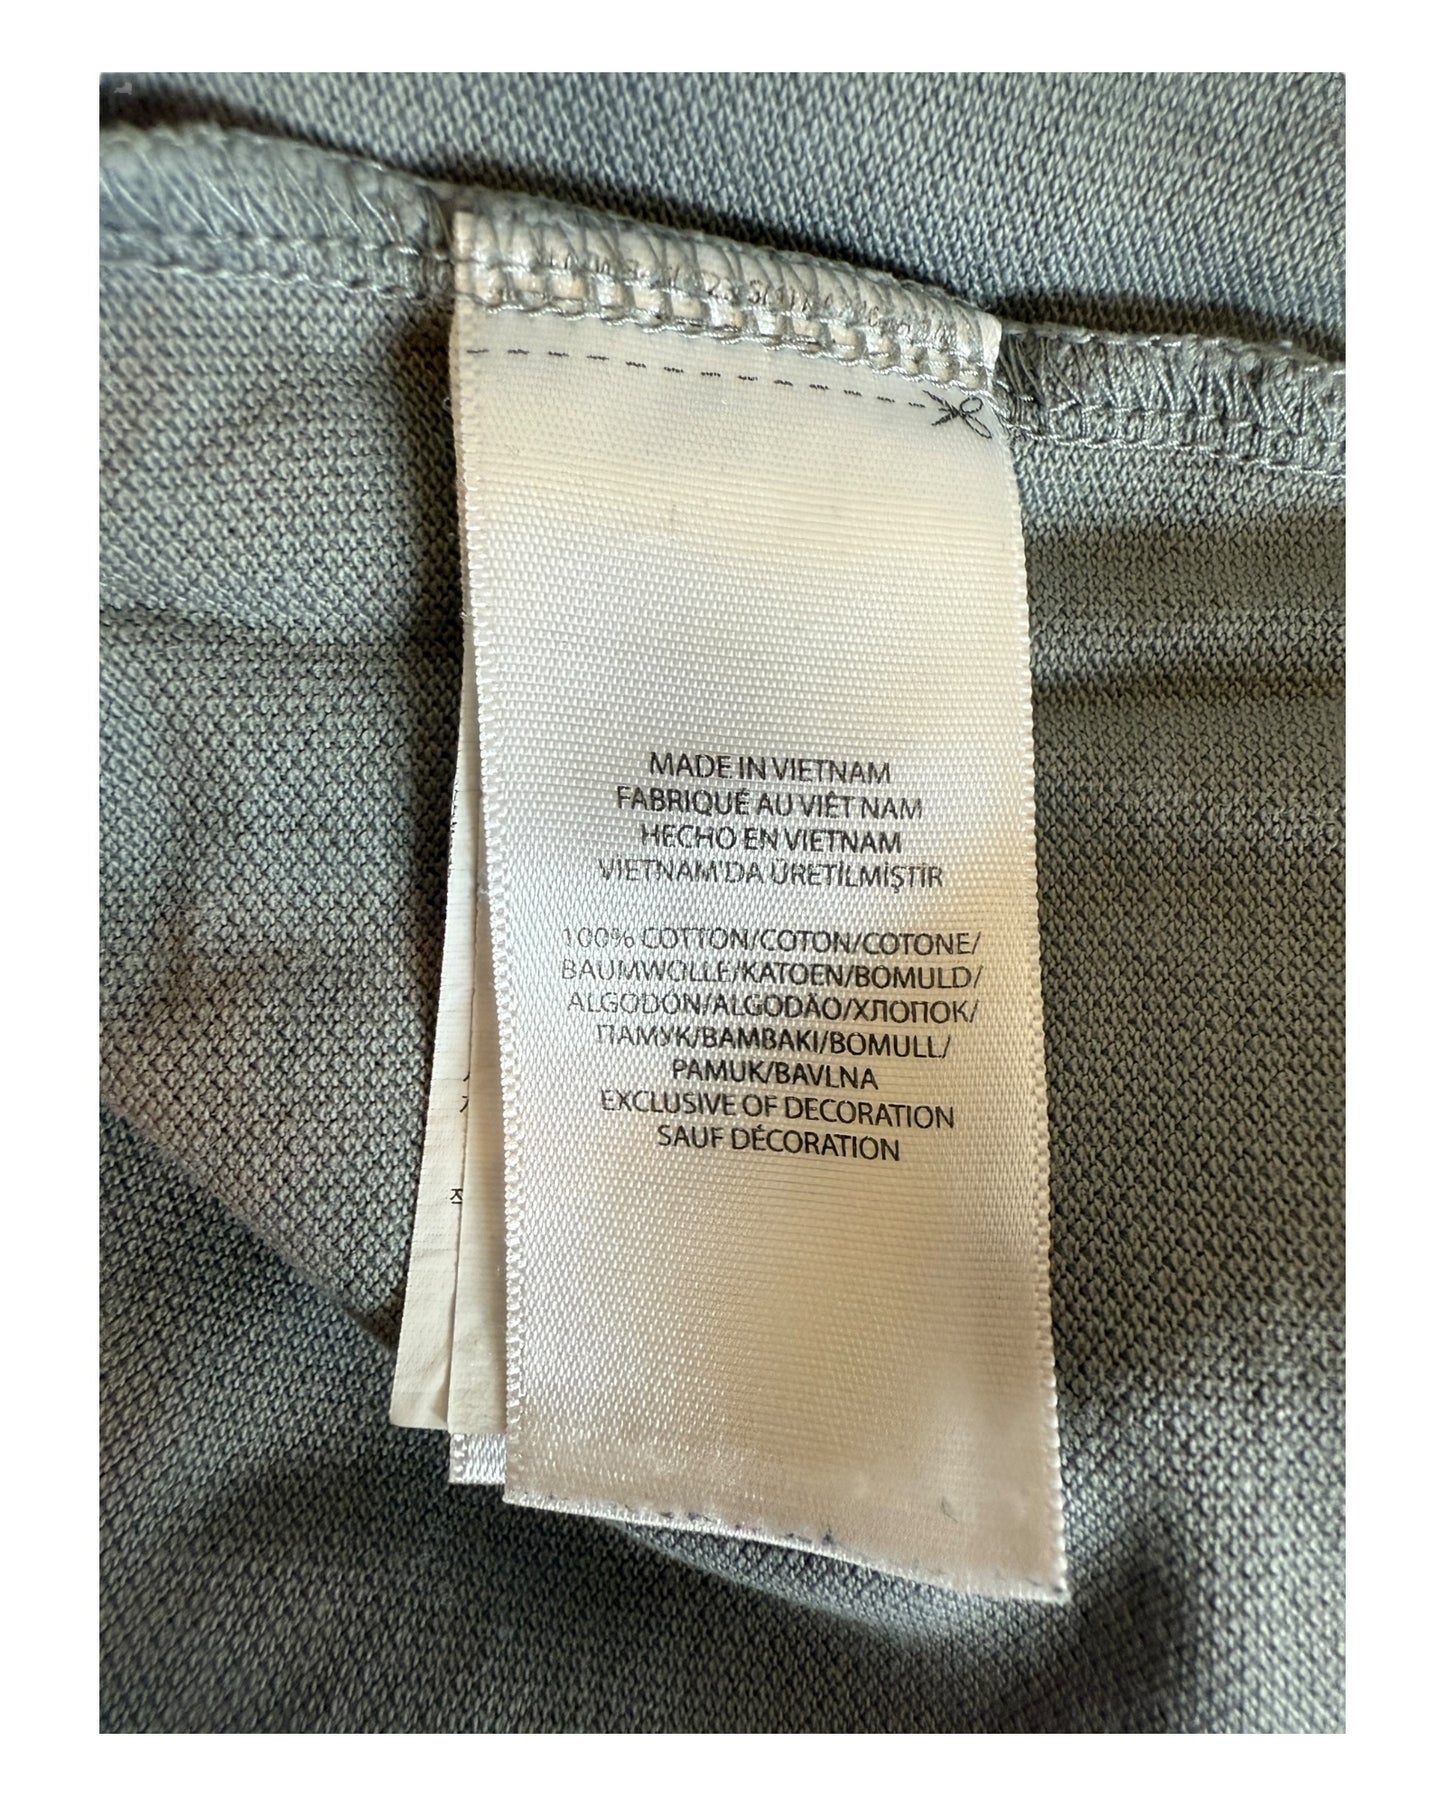 MADE IN VIETNAM
FABRIQUÉ AU VIÊT NAM
HECHO EN VIETNAM
VIETNAM'DA ÜRETİLMİŞTİR
100% COTTON/COTON/COTONE/
BAUMWOLLE/KATOEN/BOMULD/
ALGODÓN/ALGODÃO/ХЛОПОК/
ПАМУК/BAMBAKI/BOMULL/
PAMUK/BAVLNA
EXCLUSIVE OF DECORATION
SAUF DÉCORATION